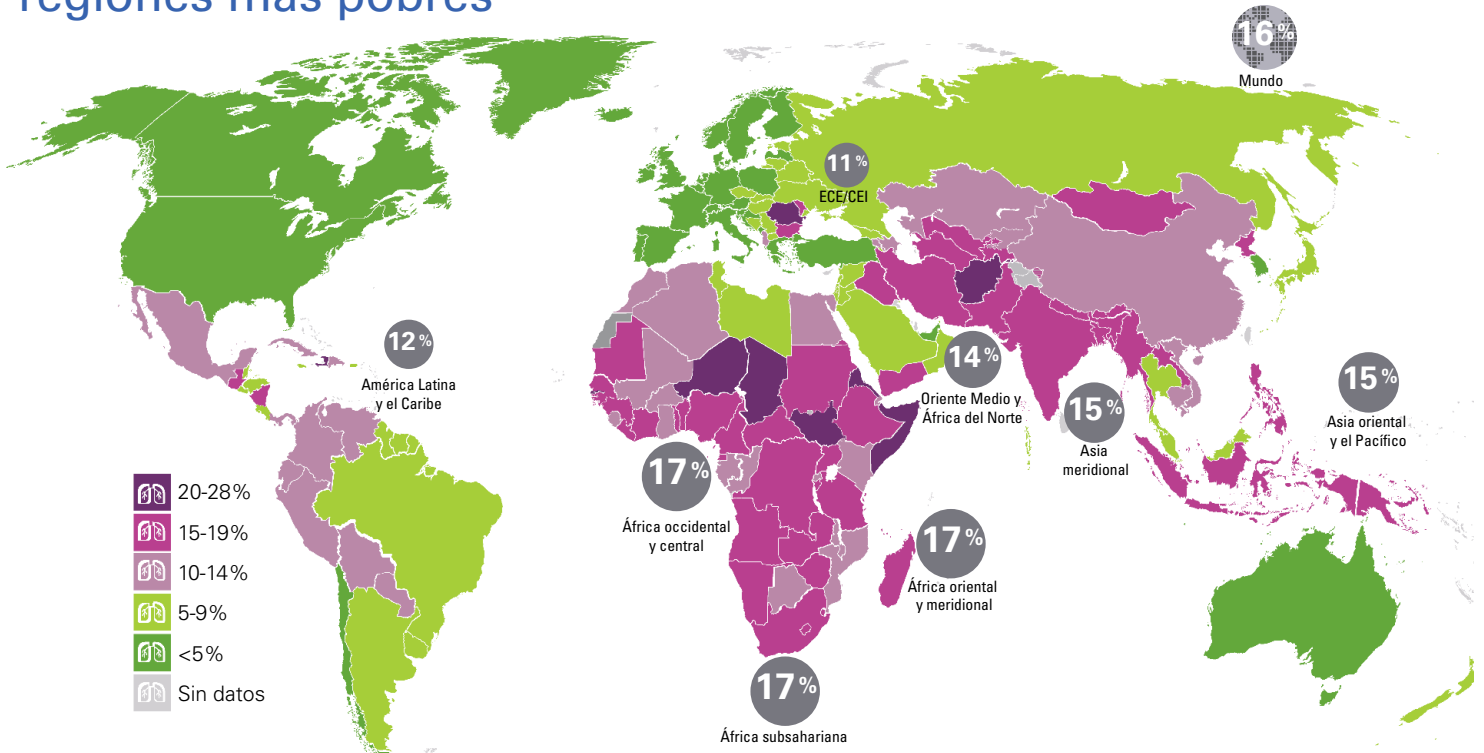 regiones más pobres
16%
Mundo
11%
ECE/CEI
12%
América Latina
y el Caribe
14%
Oriente Medio y
África del Norte
15%
Asia
meridional
15%
Asia oriental
y el Pacífico
17%
África occidental
y central
17%
África oriental
y meridional
17%
África subsahariana
20-28%
15-19%
10-14%
5-9%
<5%
Sin datos